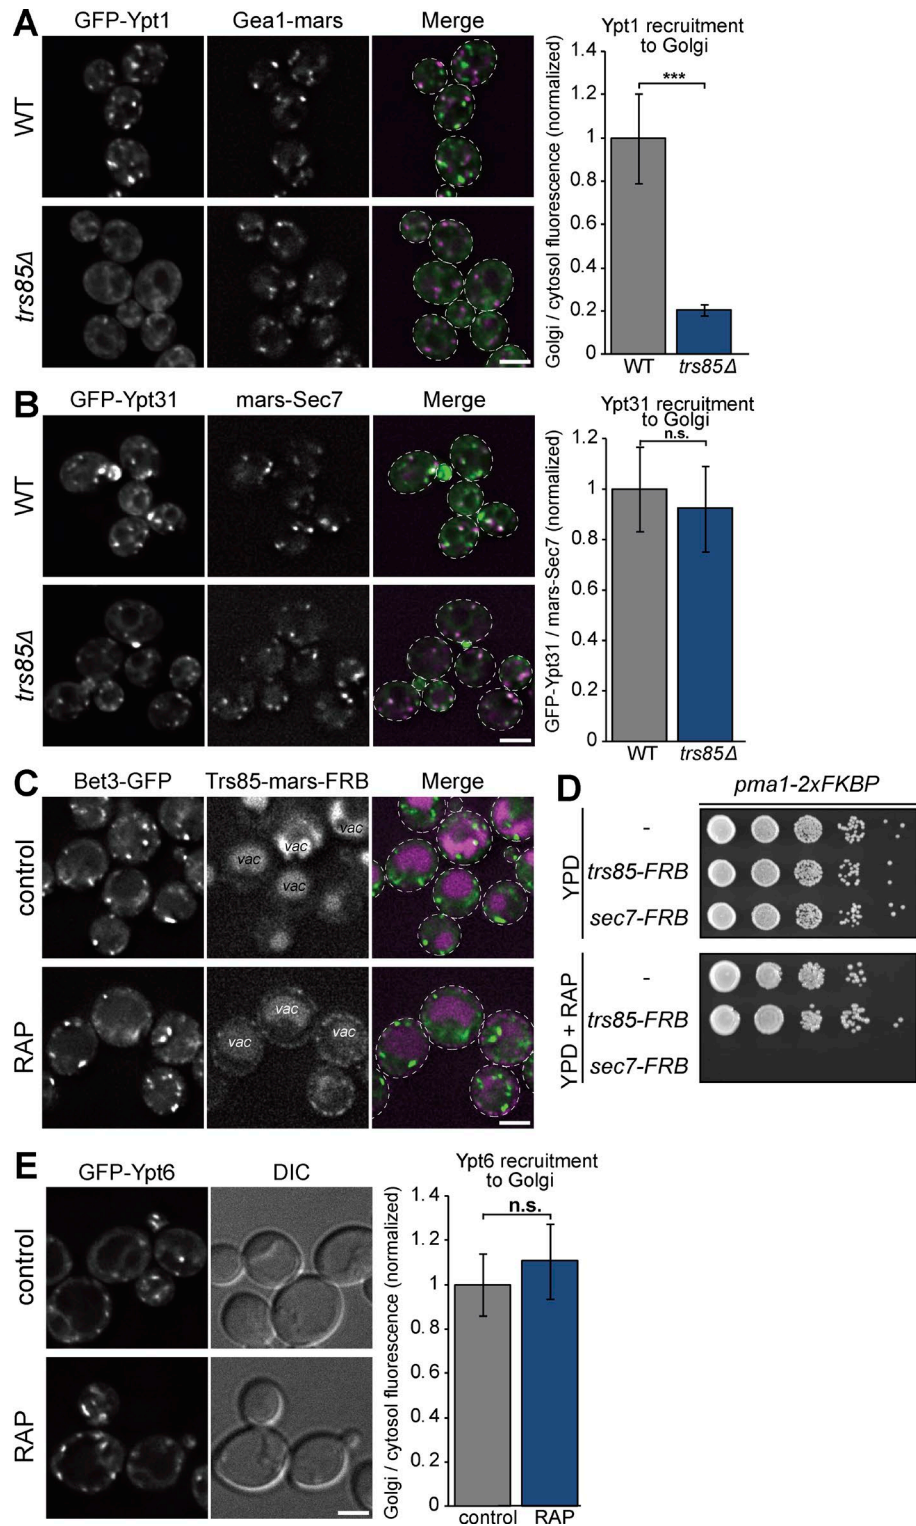 A
GFP-Ypt1
Gea1-mars
Merge
WT
trs85Δ
Ypt1 recruitment
to Golgi
Golgi / cytosol fluorescence (normalized)
1.4
1.2
1
0.8
0.6
0.4
0.2
0
***
WT
trs85Δ
B
GFP-Ypt31
mars-Sec7
Merge
WT
trs85Δ
Ypt31 recruitment
to Golgi
n.s.
GFP-Ypt31 / mars-Sec7 (normalized)
1.2
1
0.8
0.6
0.4
0.2
0
WT
trs85Δ
C
Bet3-GFP
Trs85-mars-FRB
Merge
control
vac
vac
vac
vac
RAP
vac
vac
vac
D
pma1-2xFKBP
YPD
-
trs85-FRB
sec7-FRB
YPD + RAP
-
trs85-FRB
sec7-FRB
E
GFP-Ypt6
DIC
control
RAP
Ypt6 recruitment
to Golgi
n.s.
Golgi / cytosol fluorescence (normalized)
1.4
1.2
1
0.8
0.6
0.4
0.2
0
control
RAP